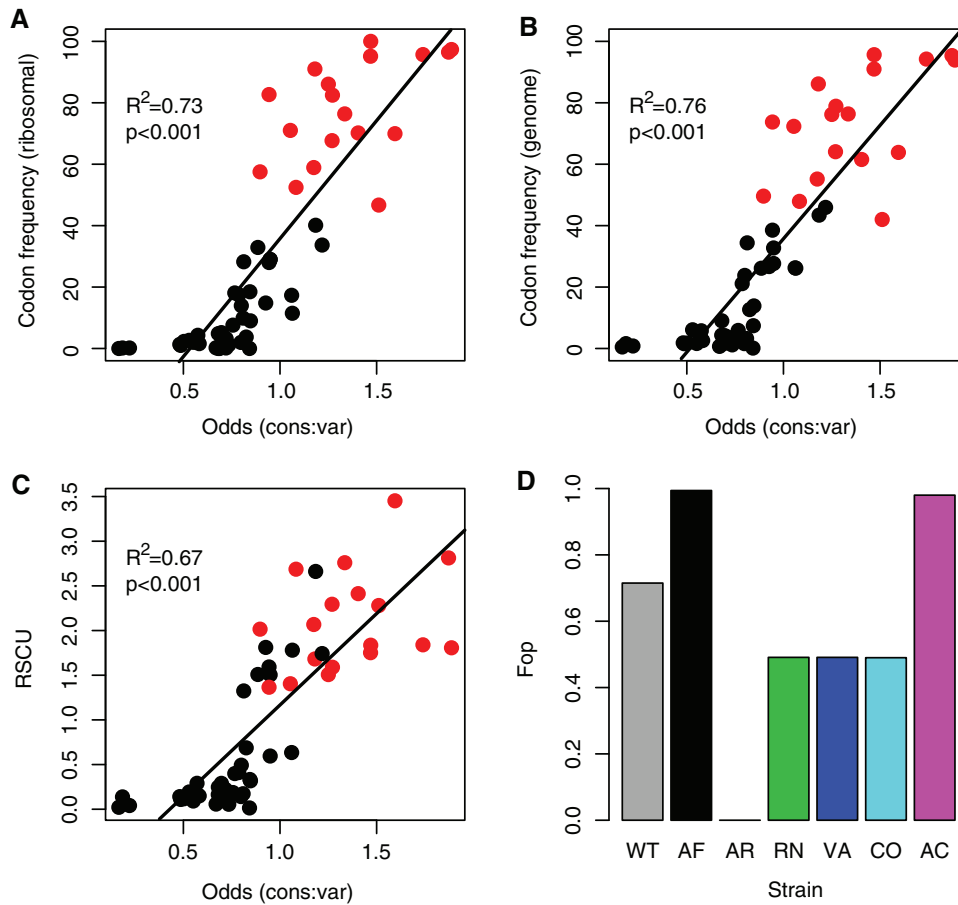 A
Codon frequency (ribosomal)
0 20 40 60 80 100
R2=0.73
p<0.001
0.5 1.0 1.5
Odds (cons:var)
B
Codon frequency (genome)
0 20 40 60 80 100
R2=0.76
p<0.001
0.5 1.0 1.5
Odds (cons:var)
C
RSCU
0.0 0.5 1.0 1.5 2.0 2.5 3.0 3.5
R2=0.67
p<0.001
0.5 1.0 1.5
Odds (cons:var)
D
Fop
0.0 0.2 0.4 0.6 0.8 1.0
WT AF AR RN VA CO AC
Strain